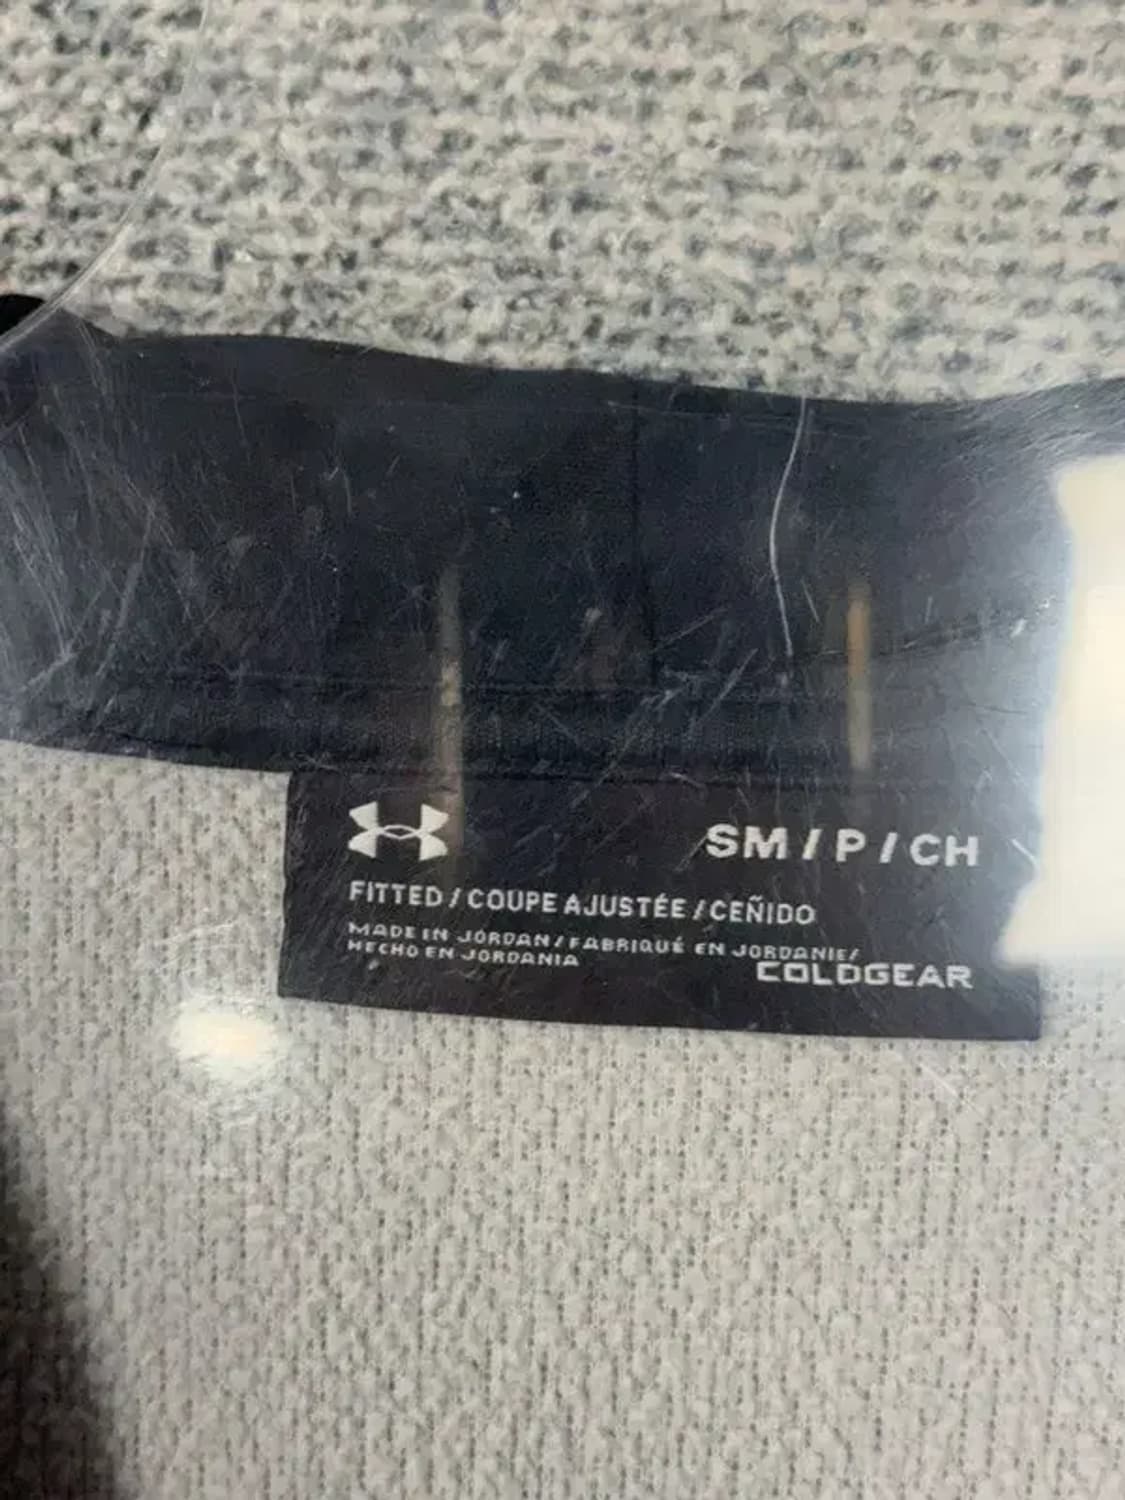 SM / P / CH
FITTED / COUPE AJUSTÉE / CEÑIDO
MADE IN JORDAN / FABRIQUÉ EN JORDANIE/
HECHO EN JORDANIA
COLDGEAR